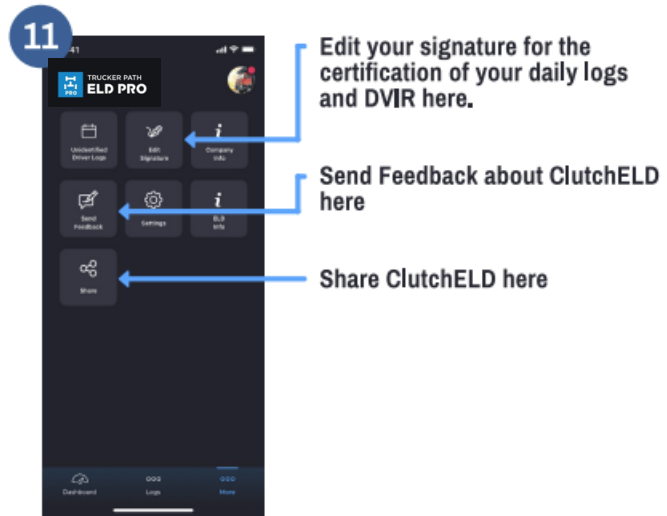 11
41
TRUCKER PATH
ELD PRO
PRO
Edit your signature for the
certification of your daily logs
and DVIR here.
Unidentified
Driver Logs
Edit
Signature
Company
Info
Send Feedback about ClutchELD
here
Send
Feedback
Settings
ELD
Info
Share ClutchELD here
Share
Dashboard
Logs
More